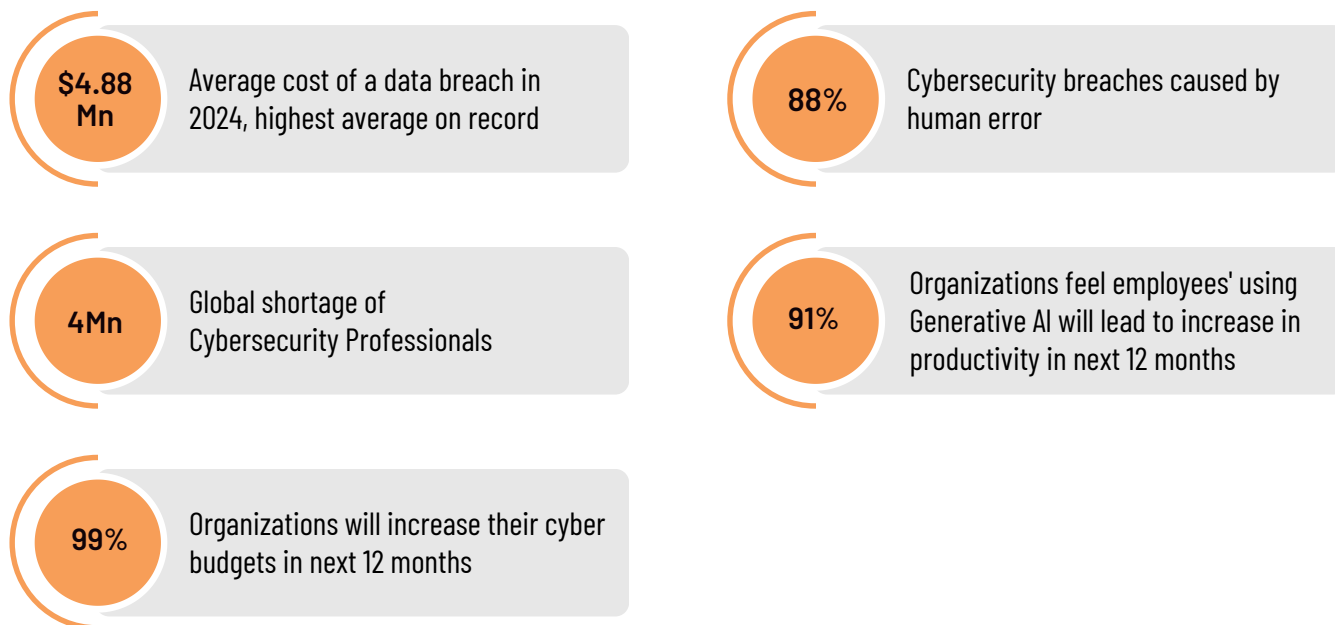 $4.88
Mn
Average cost of a data breach in
2024, highest average on record
88%
Cybersecurity breaches caused by
human error
4Mn
Global shortage of
Cybersecurity Professionals
91%
Organizations feel employees' using
Generative AI will lead to increase in
productivity in next 12 months
99%
Organizations will increase their cyber
budgets in next 12 months